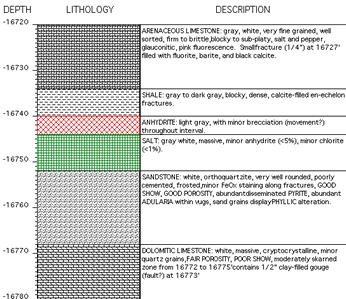 DEPTH LITHOLOGY DESCRIPTION
-16720
ARENACEOUS LIMESTONE: gray, white, very fine grained, well
sorted, firm to brittle,blocky to sub-platy, salt and pepper,
glauconitic, pink fluorescence. Smallfracture (1/4") at 16727'
filled with fluorite, barite, and black calcite.
-16730
SHALE: gray to dark gray, blocky, dense, calcite-filled en-echelon
fractures.
-16740
ANHYDRITE: light gray, with minor brecciation (movement?)
throughout interval.
SALT: gray white, massive, minor anhydrite (<5%), minor chlorite
(<1%).
-16750
SANDSTONE: white, orthoquartzite, very well rounded, poorly
cemented, frosted,minor FeOx staining along fractures, GOOD
SHOW, GOOD POROSITY, abundantdisseminated PYRITE, abundant
ADULARIA within vugs, sand grains displayPHYLLIC alteration.
-16760
-16770
DOLOMITIC LIMESTONE: white, massive, cryptocrystalline, minor
quartz grains,FAIR POROSITY, POOR SHOW, moderately skarned
zone from 16772 to 16775'contains 1/2" clay-filled gouge
(fault?) at 16773'
-16780